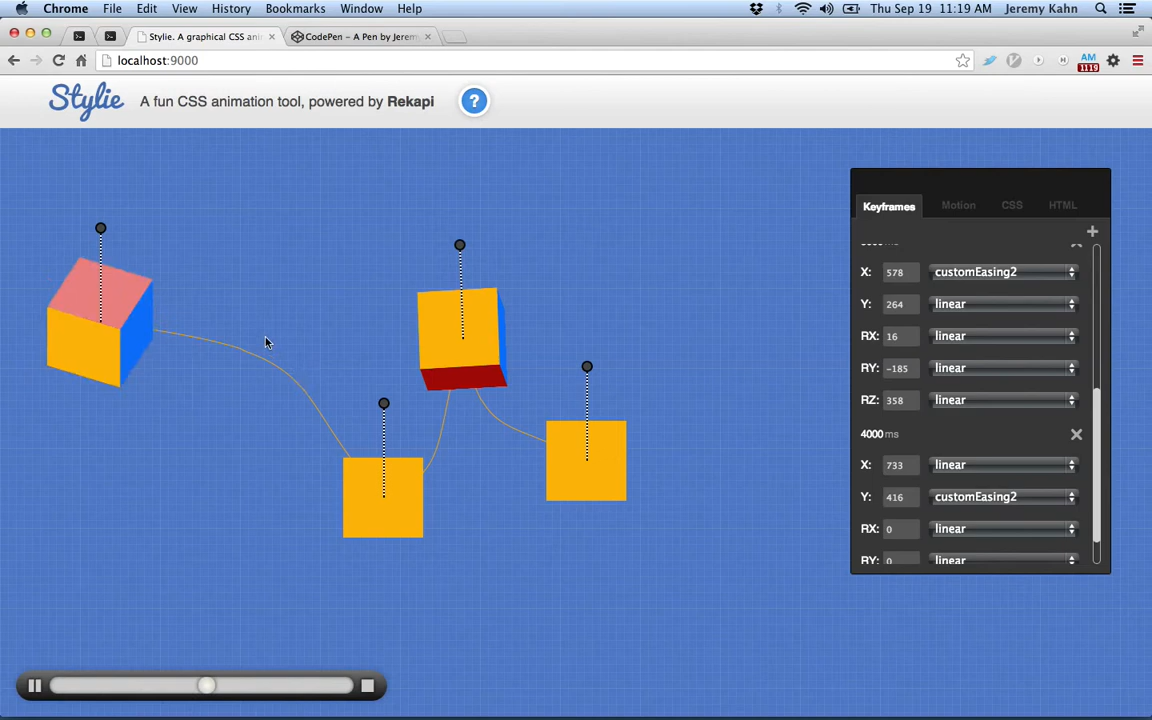 Chrome File Edit View History Bookmarks Window Help Thu Sep 19 11:19 AM Jeremy Kahn
Stylie. A graphical CSS ani CodePen - A Pen by Jerem
localhost:9000 AM 1119
Stylie A fun CSS animation tool, powered by Rekapi ?
Keyframes Motion CSS HTML
+
X: 578 customEasing2
Y: 264 linear
RX: 16 linear
RY: -185 linear
RZ: 358 linear
4000 ms
X: 733 linear
Y: 416 customEasing2
RX: 0 linear
RY: 0 linear